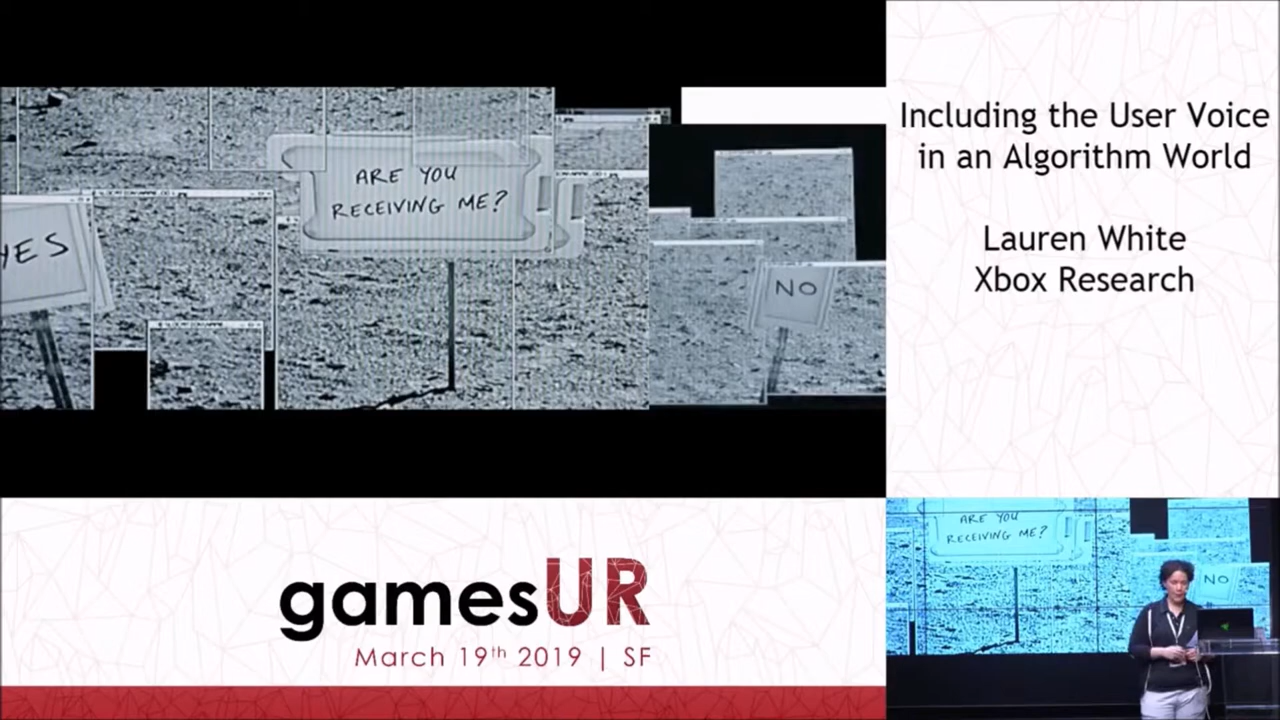 ARE YOU
RECEIVING ME?
YES
NO
Including the User Voice
in an Algorithm World
Lauren White
Xbox Research
gamesUR
March 19th 2019 | SF
ARE YOU
RECEIVING ME?
NO